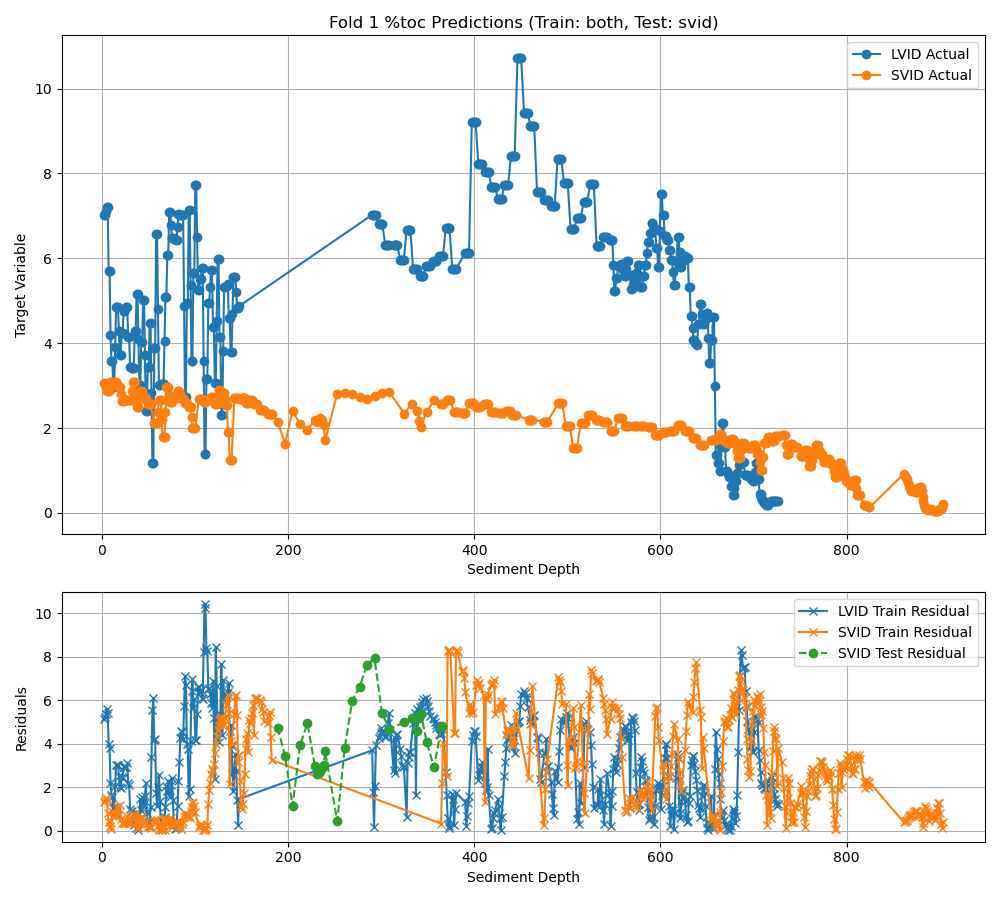 Fold 1 %toc Predictions (Train: both, Test: svid)
LVID Actual
SVID Actual
Target Variable
10
8
6
4
2
0
0 200 400 600 800
Sediment Depth
LVID Train Residual
SVID Train Residual
SVID Test Residual
Residuals
10
8
6
4
2
0
0 200 400 600 800
Sediment Depth